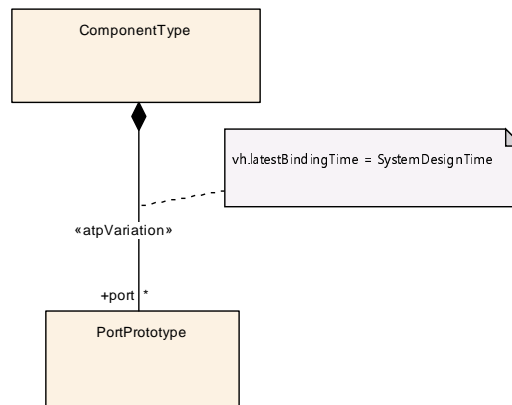 ComponentType
vh.latestBindingTime = SystemDesignTime
«atpVariation»
+port *
PortPrototype